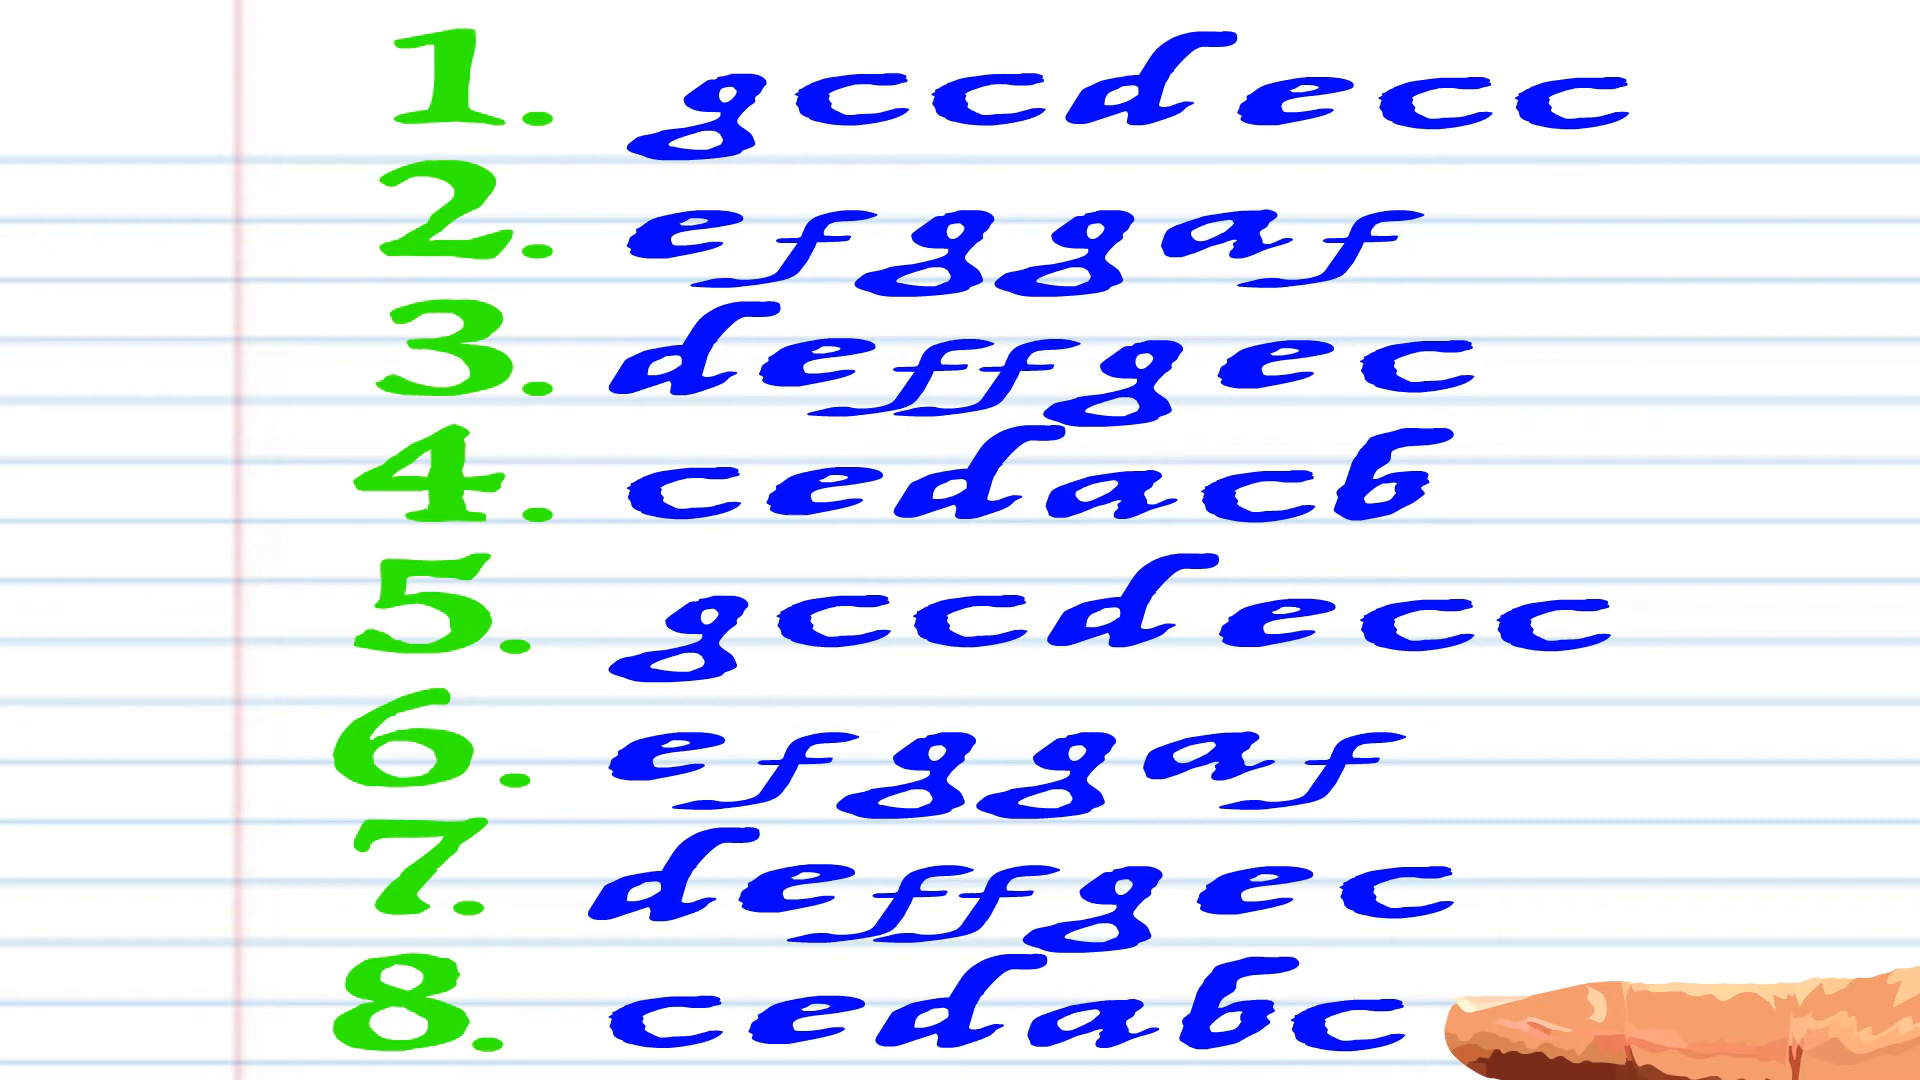 1. gccdecc
2. efggaf
3. deffgec
4. cedacb
5. gccdecc
6. efggaf
7. deffgec
8. cedabc